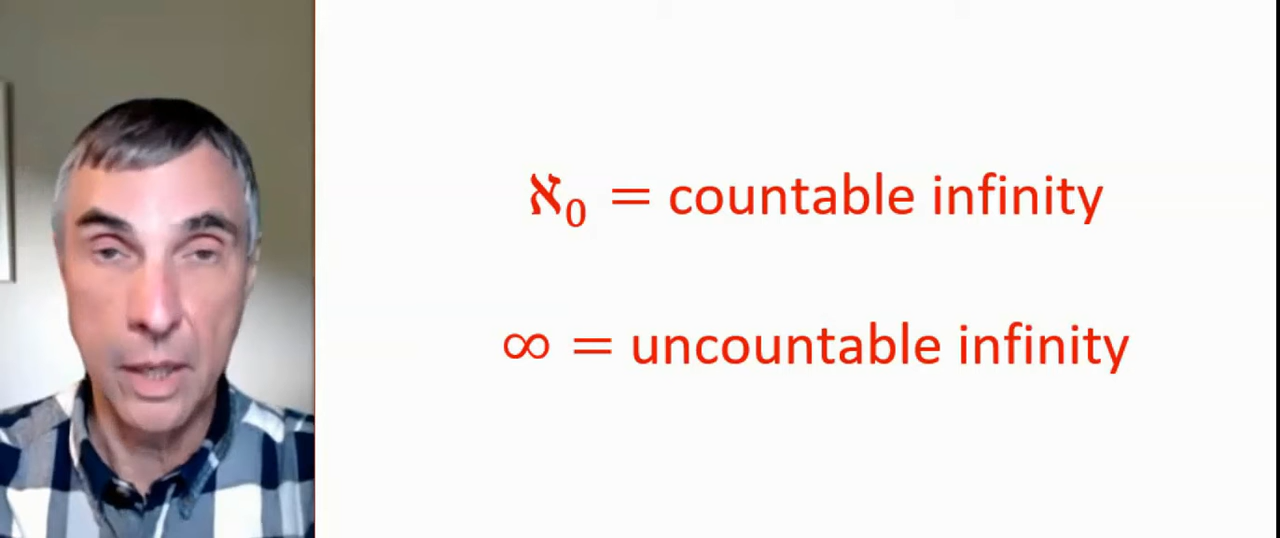 ℵ₀ = countable infinity
∞ = uncountable infinity